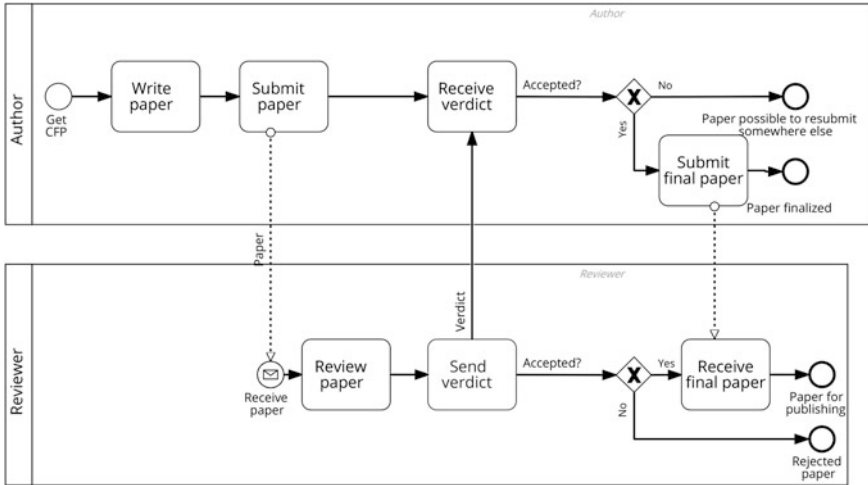 Author
Author
Get
CFP
Write
paper
Submit
paper
Receive
verdict
Accepted?
No
Yes
Paper possible to resubmit
somewhere else
Submit
final paper
Paper finalized
Paper
Verdict
Reviewer
Reviewer
Receive
paper
Review
paper
Send
verdict
Accepted?
Yes
No
Receive
final paper
Paper for
publishing
Rejected
paper